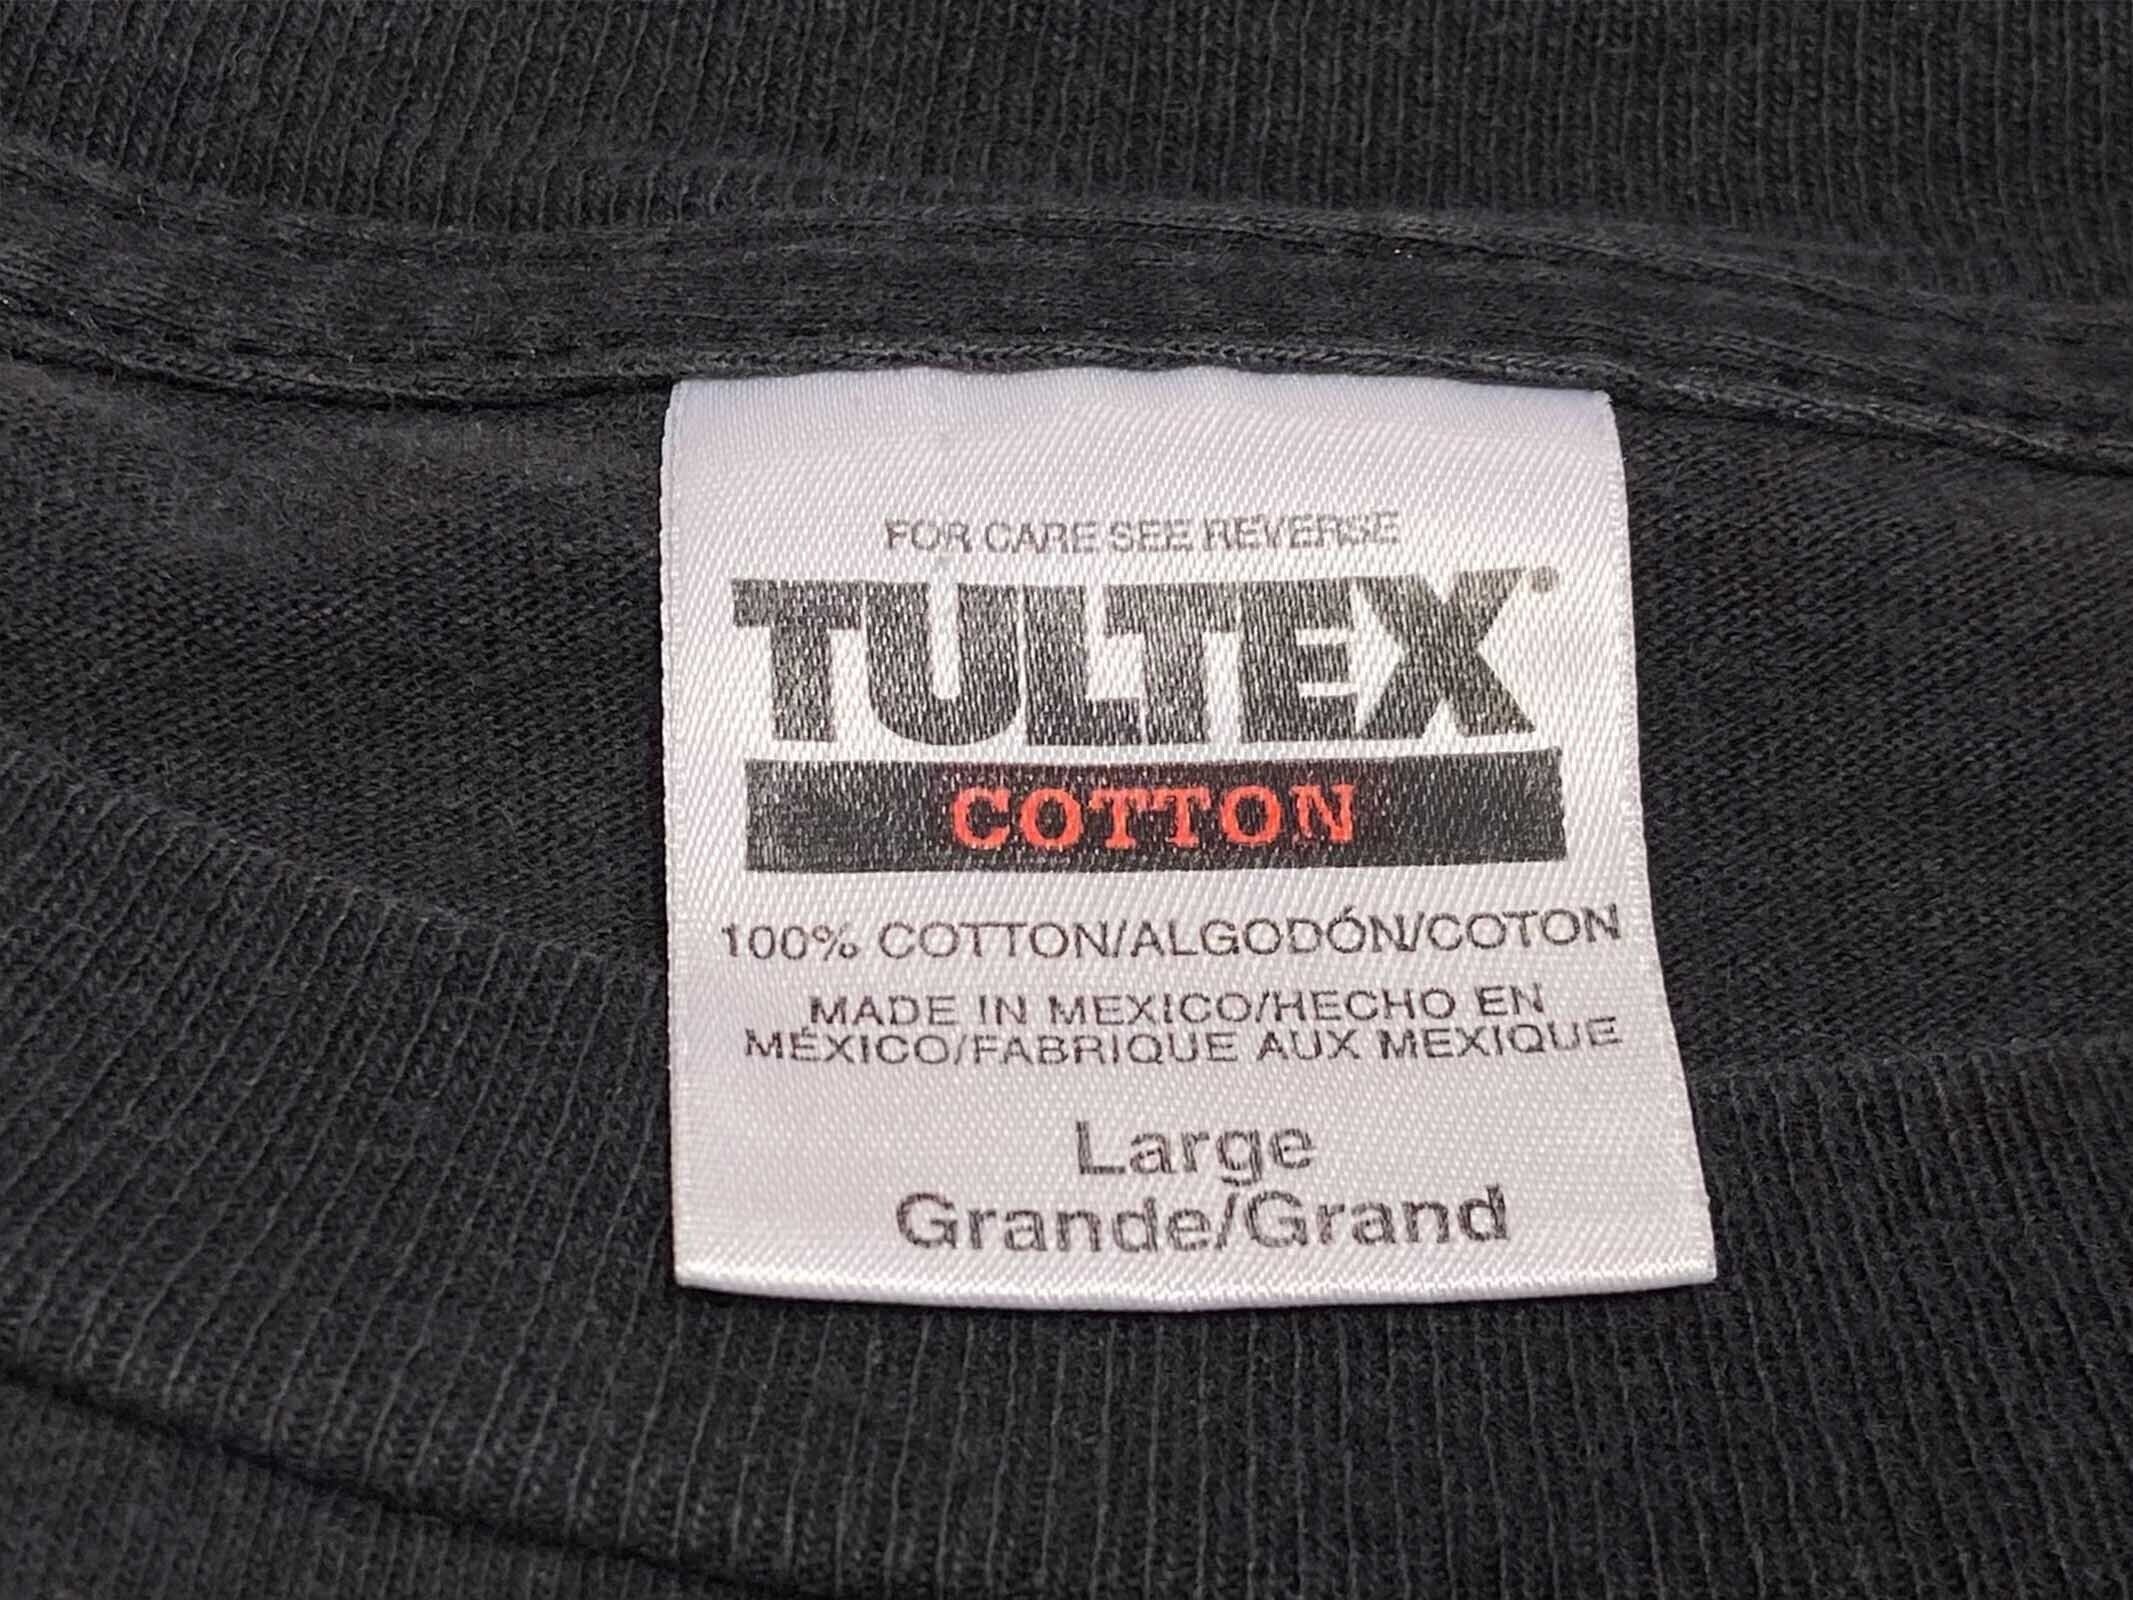 FOR CARE SEE REVERSE
TULTEX®
COTTON
100% COTTON/ALGODÓN/COTON
MADE IN MEXICO/HECHO EN
MÉXICO/FABRIQUE AUX MEXIQUE
Large
Grande/Grand